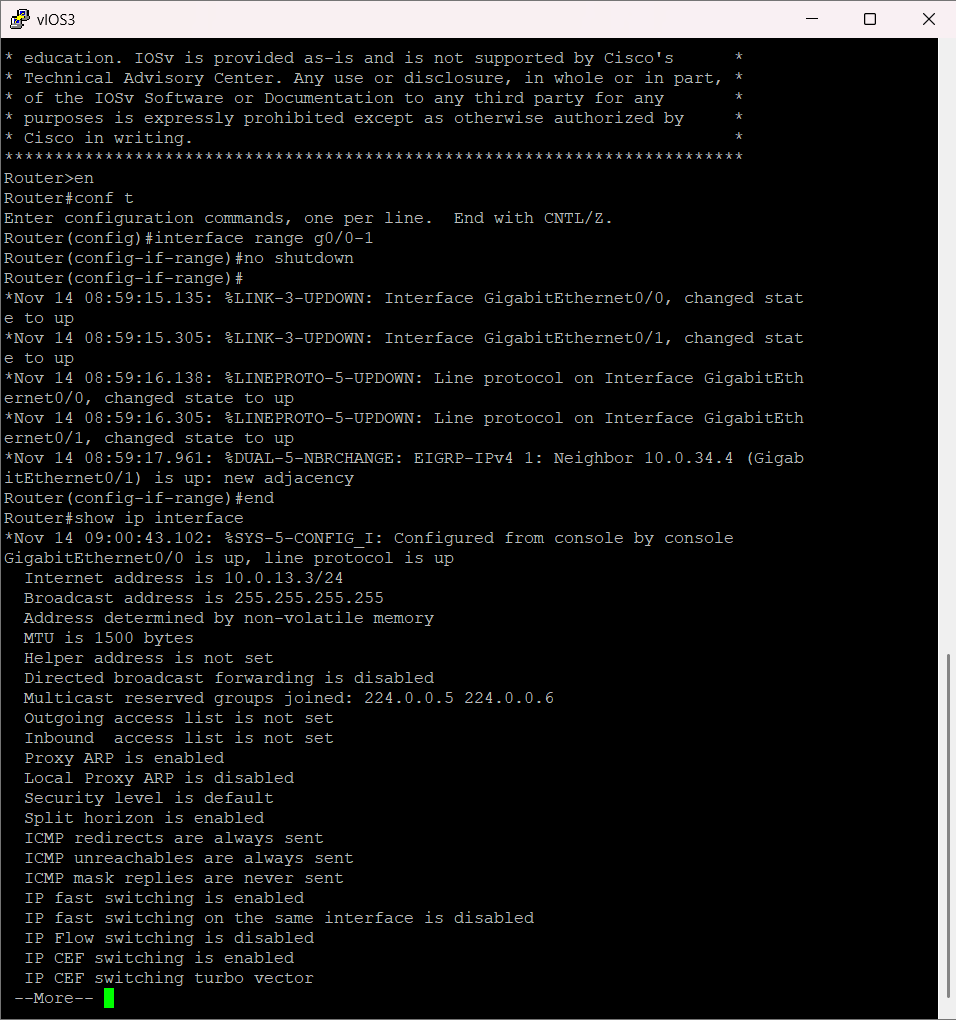 vIOS3
* education. IOSv is provided as-is and is not supported by Cisco's      *
* Technical Advisory Center. Any use or disclosure, in whole or in part, *
* of the IOSv Software or Documentation to any third party for any       *
* purposes is expressly prohibited except as otherwise authorized by     *
* Cisco in writing.                                                      *
**************************************************************************
Router>en
Router#conf t
Enter configuration commands, one per line.  End with CNTL/Z.
Router(config)#interface range g0/0-1
Router(config-if-range)#no shutdown
Router(config-if-range)#
*Nov 14 08:59:15.135: %LINK-3-UPDOWN: Interface GigabitEthernet0/0, changed stat
e to up
*Nov 14 08:59:15.305: %LINK-3-UPDOWN: Interface GigabitEthernet0/1, changed stat
e to up
*Nov 14 08:59:16.138: %LINEPROTO-5-UPDOWN: Line protocol on Interface GigabitEth
ernet0/0, changed state to up
*Nov 14 08:59:16.305: %LINEPROTO-5-UPDOWN: Line protocol on Interface GigabitEth
ernet0/1, changed state to up
*Nov 14 08:59:17.961: %DUAL-5-NBRCHANGE: EIGRP-IPv4 1: Neighbor 10.0.34.4 (Gigab
itEthernet0/1) is up: new adjacency
Router(config-if-range)#end
Router#show ip interface
*Nov 14 09:00:43.102: %SYS-5-CONFIG_I: Configured from console by console
GigabitEthernet0/0 is up, line protocol is up
  Internet address is 10.0.13.3/24
  Broadcast address is 255.255.255.255
  Address determined by non-volatile memory
  MTU is 1500 bytes
  Helper address is not set
  Directed broadcast forwarding is disabled
  Multicast reserved groups joined: 224.0.0.5 224.0.0.6
  Outgoing access list is not set
  Inbound  access list is not set
  Proxy ARP is enabled
  Local Proxy ARP is disabled
  Security level is default
  Split horizon is enabled
  ICMP redirects are always sent
  ICMP unreachables are always sent
  ICMP mask replies are never sent
  IP fast switching is enabled
  IP fast switching on the same interface is disabled
  IP Flow switching is disabled
  IP CEF switching is enabled
  IP CEF switching turbo vector
 --More--